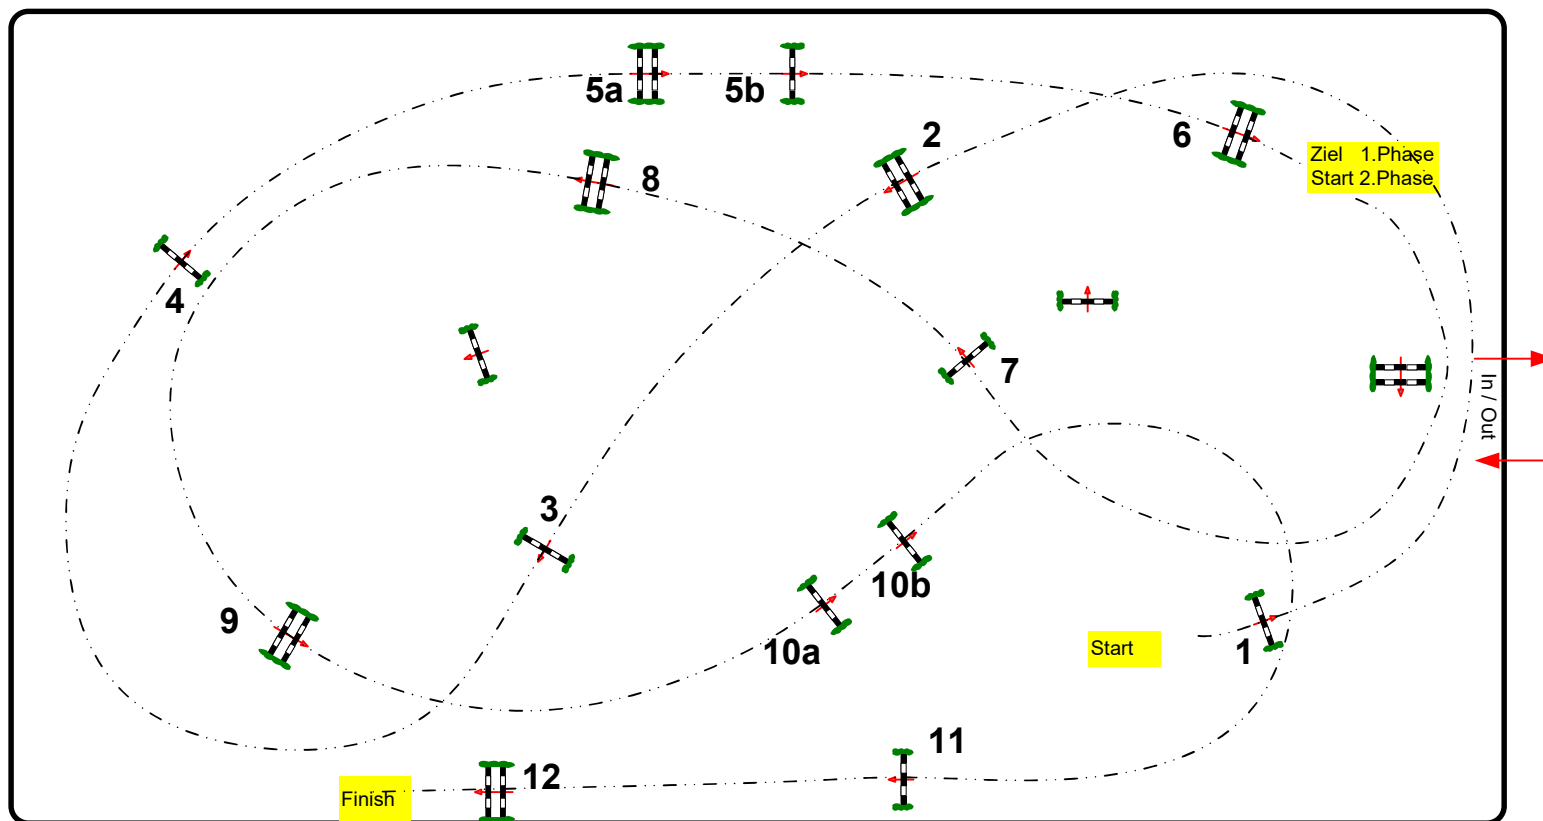 5a
5b
2
6
Ziel 1.Phase
Start 2.Phase
8
4
7
In / Out
3
10b
9
10a
Start
1
11
12
Finish